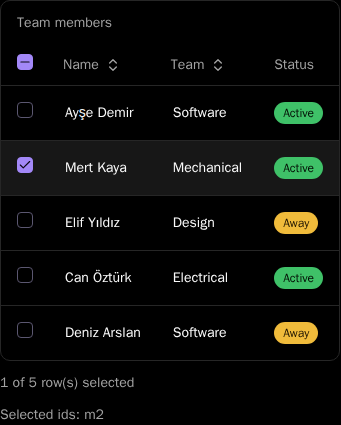 Team members
Name Team Status
Ayşe Demir Software Active
Mert Kaya Mechanical Active
Elif Yıldız Design Away
Can Öztürk Electrical Active
Deniz Arslan Software Away
1 of 5 row(s) selected
Selected ids: m2